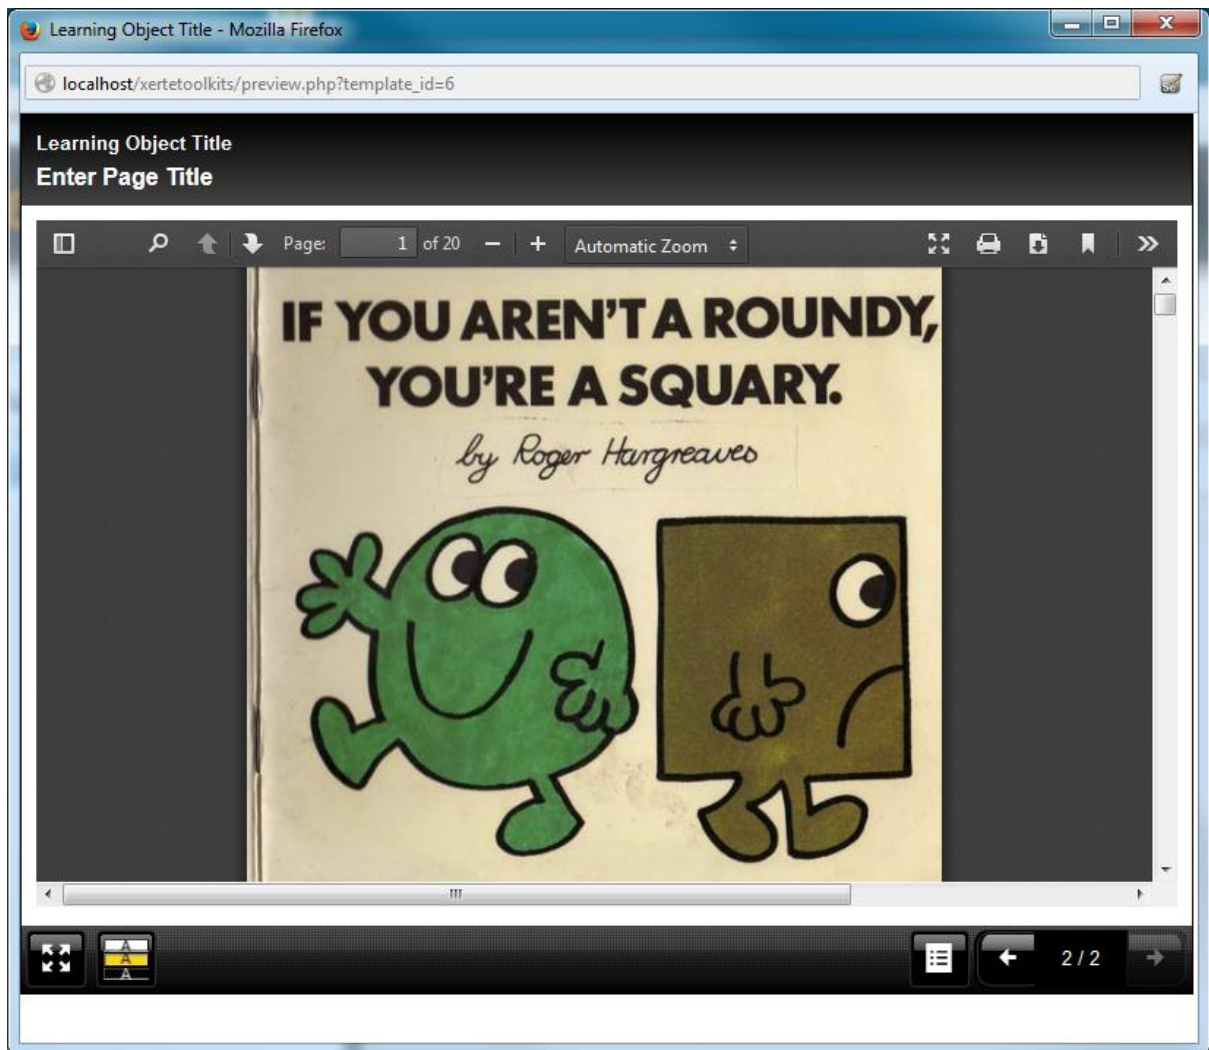 Learning Object Title - Mozilla Firefox
localhost/xertetoolkits/preview.php?template_id=6
Learning Object Title
Enter Page Title
Page: 1 of 20 Automatic Zoom
IF YOU AREN'T A ROUNDY,
YOU'RE A SQUARY.
by Roger Hargreaves
A
A
A
2 / 2